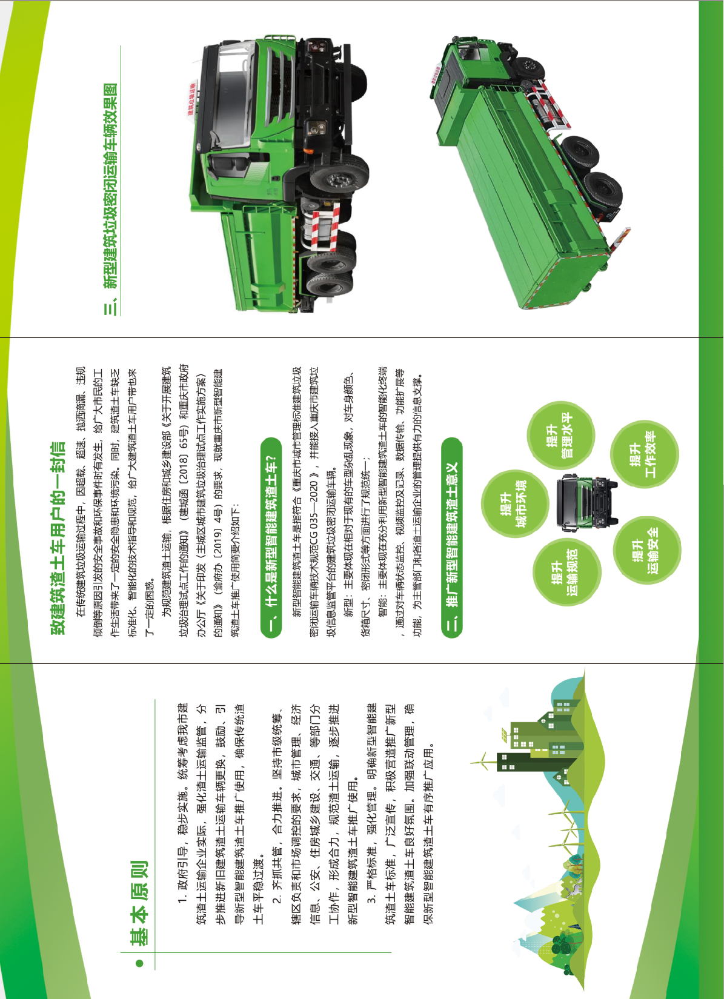 基本原则
1. 政府引导，稳步实施。统筹考虑我市建
筑渣土运输企业实际，强化渣土运输监管，分
步推进新旧建筑渣土运输车辆更换，鼓励、引
导新型智能建筑渣土车推广使用，确保传统渣
土车平稳过渡。
2. 齐抓共管，合力推进。坚持市级统筹、
辖区负责和市场调控的要求，城市管理、经济
信息、公安、住房城乡建设、交通、等部门分
工协作，形成合力，规范渣土运输，逐步推进
新型智能建筑渣土车推广使用。
3. 严格标准，强化管理。明确新型智能建
筑渣土车标准，广泛宣传，积极营造推广新型
智能建筑渣土车良好氛围。加强联动管理，确
保新型智能建筑渣土车有序推广应用。
致建筑渣土车用户的一封信
在传统建筑垃圾运输过程中，因超载、超速、抛洒滴漏、违规
倾倒等原因引发的安全事故和环保事件时有发生，给广大市民的工
作生活带来了一定的安全隐患和环境污染。同时，建筑渣土车缺乏
标准化、智能化的技术指导和规范，给广大建筑渣土车用户带也来
了一定的困惑。
为规范建筑渣土运输，根据住房和城乡建设部《关于开展建筑
垃圾治理试点工作的通知》（建城函［2018］65号）和重庆市政府
办公厅《关于印发〈主城区城市建筑垃圾治理试点工作实施方案〉
的通知》（渝府办［2019］4号）的要求，现就重庆市新型智能建
筑渣土车推广使用简要介绍如下：
一、什么是新型智能建筑渣土车？
新型智能建筑渣土车是指符合《重庆市城市管理标准建筑垃圾
密闭运输车辆技术规范CG 035—2020 》，并能接入重庆市建筑垃
圾信息监管平台的建筑垃圾密闭运输车辆。
新型：主要体现在相对于现有的车型杂乱现象，对车身颜色、
货箱尺寸、密闭形式等方面进行了规范统一；
智能：主要体现在充分利用新型智能建筑渣土车的智能化终端
，通过对车辆状态监控、视频监控及记录、数据传输、功能扩展等
功能，为主管部门和各渣土运输企业的管理提供有力的信息支撑。
二、推广新型智能建筑渣土意义
提升
城市环境
提升
运输规范
提升
管理水平
提升
运输安全
提升
工作效率
三、新型建筑垃圾密闭运输车辆效果图
建筑垃圾运输
建筑垃圾运输